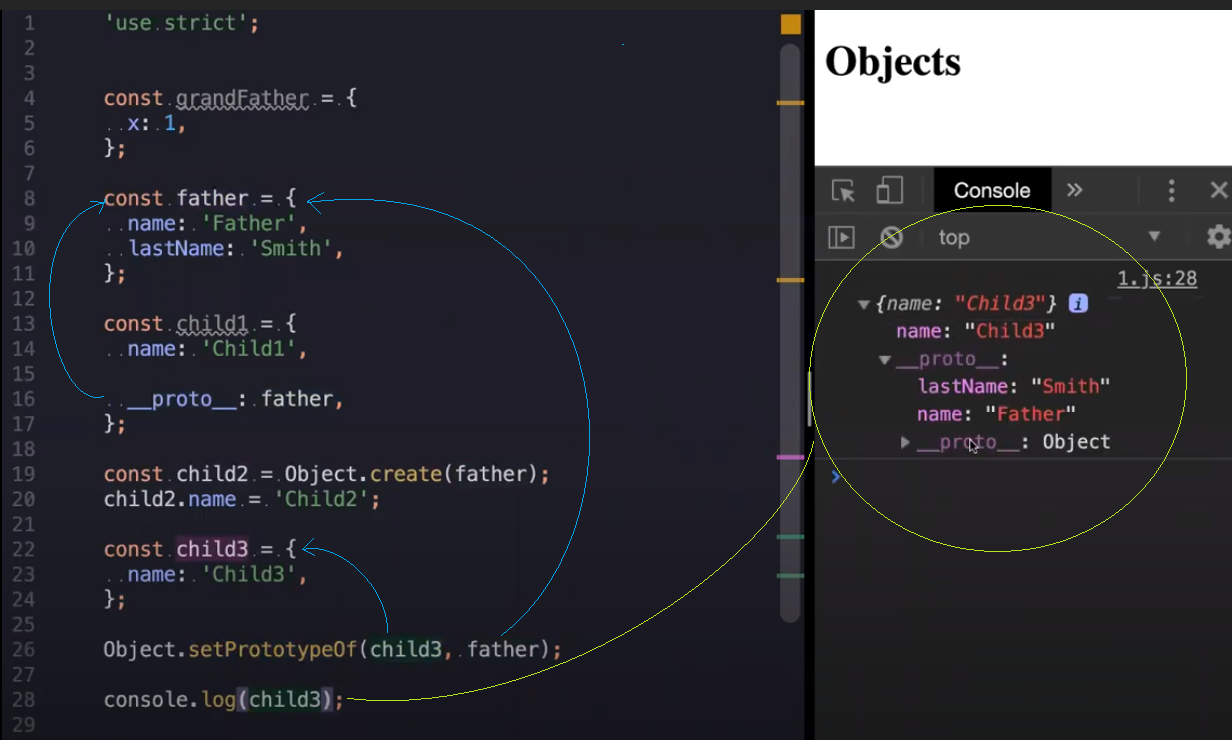 1 'use strict';
2
3
4 const grandFather = {
5 x: 1,
6 };
7
8 const father = {
9 name: 'Father',
10 lastName: 'Smith',
11 };
12
13 const child1 = {
14 name: 'Child1',
15
16 __proto__: father,
17 };
18
19 const child2 = Object.create(father);
20 child2.name = 'Child2';
21
22 const child3 = {
23 name: 'Child3',
24 };
25
26 Object.setPrototypeOf(child3, father);
27
28 console.log(child3);
29
Objects
Console »
top
1.js:28
▼{name: "Child3"} i
name: "Child3"
▼__proto__:
lastName: "Smith"
name: "Father"
▶__proto__: Object
>